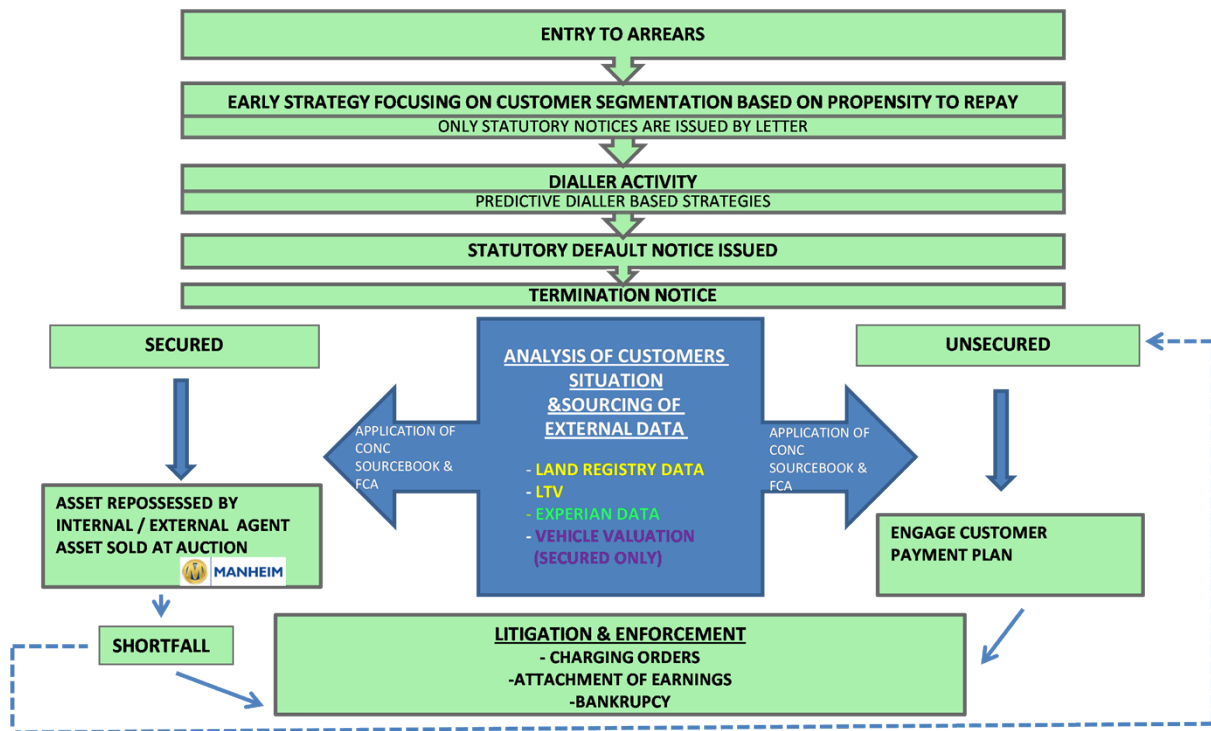 ENTRY TO ARREARS
EARLY STRATEGY FOCUSING ON CUSTOMER SEGMENTATION BASED ON PROPENSITY TO REPAY
ONLY STATUTORY NOTICES ARE ISSUED BY LETTER
DIALLER ACTIVITY
PREDICTIVE DIALLER BASED STRATEGIES
STATUTORY DEFAULT NOTICE ISSUED
TERMINATION NOTICE
SECURED
ANALYSIS OF CUSTOMERS
SITUATION
&SOURCING OF
EXTERNAL DATA
- LAND REGISTRY DATA
- LTV
- EXPERIAN DATA
- VEHICLE VALUATION
(SECURED ONLY)
UNSECURED
APPLICATION OF
CONC
SOURCEBOOK &
FCA
APPLICATION OF
CONC
SOURCEBOOK &
FCA
ASSET REPOSSESSED BY
INTERNAL / EXTERNAL AGENT
ASSET SOLD AT AUCTION
MANHEIM
ENGAGE CUSTOMER
PAYMENT PLAN
SHORTFALL
LITIGATION & ENFORCEMENT
- CHARGING ORDERS
-ATTACHMENT OF EARNINGS
-BANKRUPCY